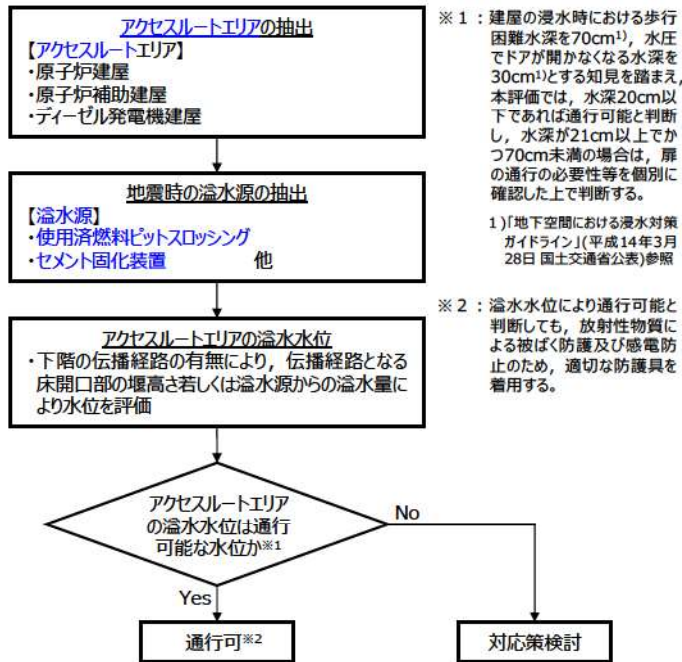 アクセスルートエリアの抽出
【アクセスルートエリア】
・原子炉建屋
・原子炉補助建屋
・ディーゼル発電機建屋
地震時の溢水源の抽出
【溢水源】
・使用済燃料ピットスロッシング
・セメント固化装置 他
アクセスルートエリアの溢水水位
・下階の伝播経路の有無により，伝播経路となる
床開口部の堰高さ若しくは溢水源からの溢水量
により水位を評価
アクセスルートエリア
の溢水水位は通行
可能な水位か※1
No
Yes
通行可※2
対応策検討
※１：建屋の浸水時における歩行
困難水深を70cm1)，水圧
でドアが開かなくなる水深を
30cm1)とする知見を踏まえ，
本評価では，水深20cm以
下であれば通行可能と判断
し，水深が21cm以上でか
つ70cm未満の場合は，扉
の通行の必要性等を個別に
確認した上で判断する。
1)「地下空間における浸水対策
ガイドライン」(平成14年3月
28日 国土交通省公表)参照
※２：溢水水位により通行可能と
判断しても，放射性物質に
よる被ばく防護及び感電防
止のため，適切な防護具を
着用する。